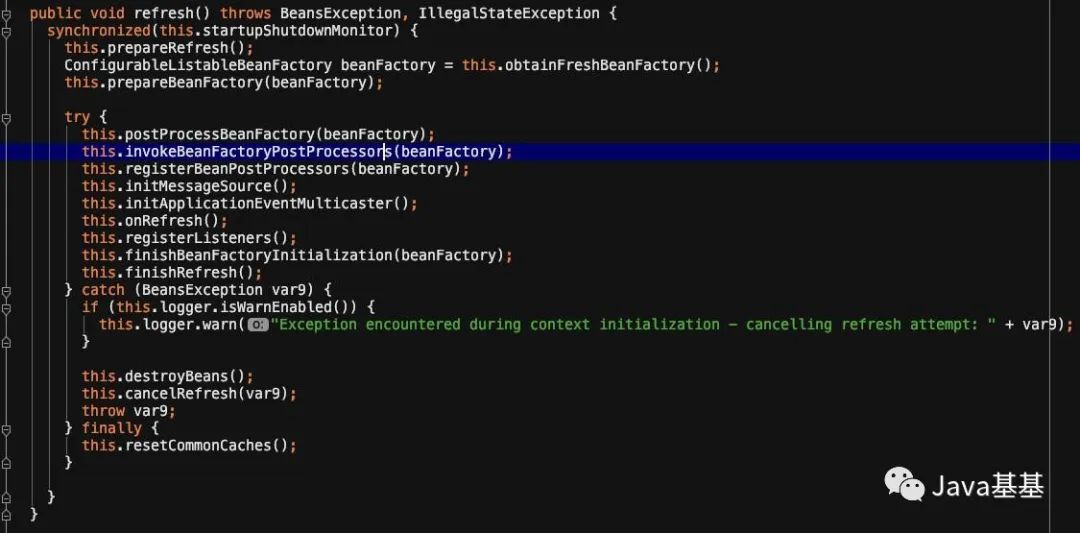 public void refresh() throws BeansException, IllegalStateException {
synchronized(this.startupShutdownMonitor) {
this.prepareRefresh();
ConfigurableListableBeanFactory beanFactory = this.obtainFreshBeanFactory();
this.prepareBeanFactory(beanFactory);
try {
this.postProcessBeanFactory(beanFactory);
this.invokeBeanFactoryPostProcessors(beanFactory);
this.registerBeanPostProcessors(beanFactory);
this.initMessageSource();
this.initApplicationEventMulticaster();
this.onRefresh();
this.registerListeners();
this.finishBeanFactoryInitialization(beanFactory);
this.finishRefresh();
} catch (BeansException var9) {
if (this.logger.isWarnEnabled()) {
this.logger.warn( o: "Exception encountered during context initialization - cancelling refresh attempt: " + var9);
}
this.destroyBeans();
this.cancelRefresh(var9);
throw var9;
} finally {
this.resetCommonCaches();
}
}
}
Java基基